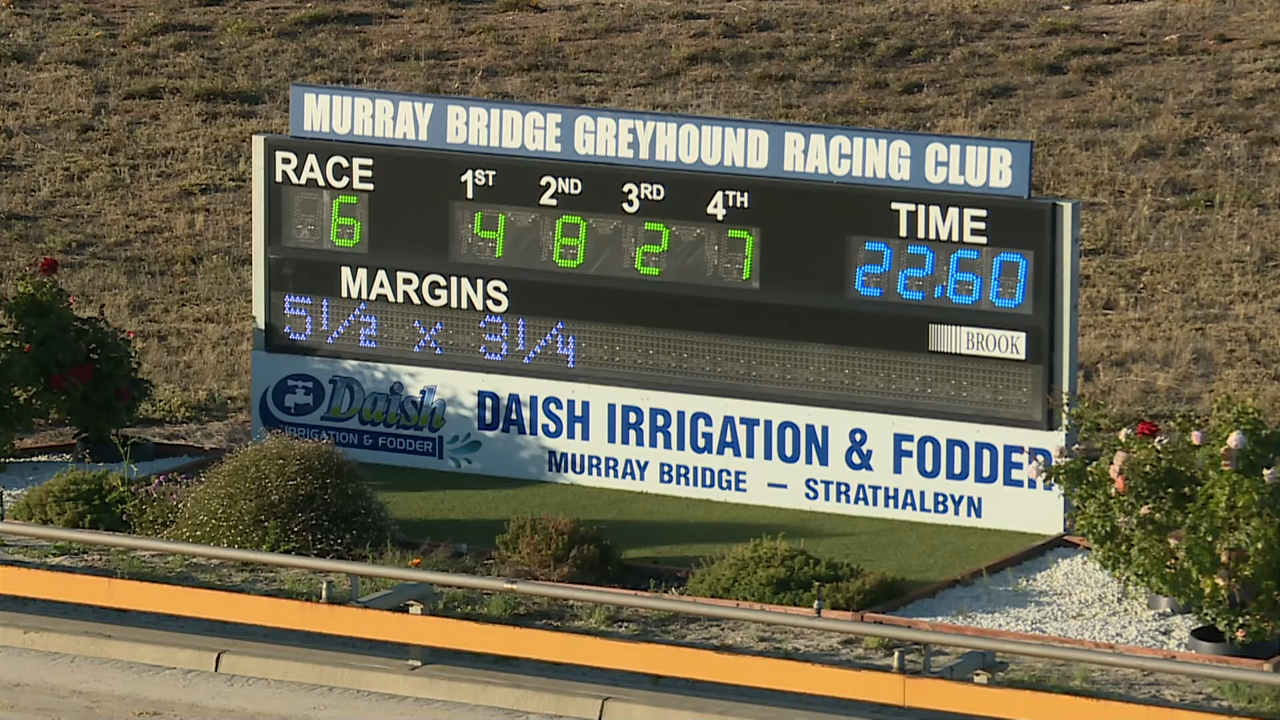 MURRAY BRIDGE GREYHOUND RACING CLUB
RACE 1ST 2ND 3RD 4TH TIME
6 4 8 2 7 22.60
MARGINS
5 1/2 x 3 1/4
BROOK
Daish
IRRIGATION & FODDER
DAISH IRRIGATION & FODDER
MURRAY BRIDGE – STRATHALBYN